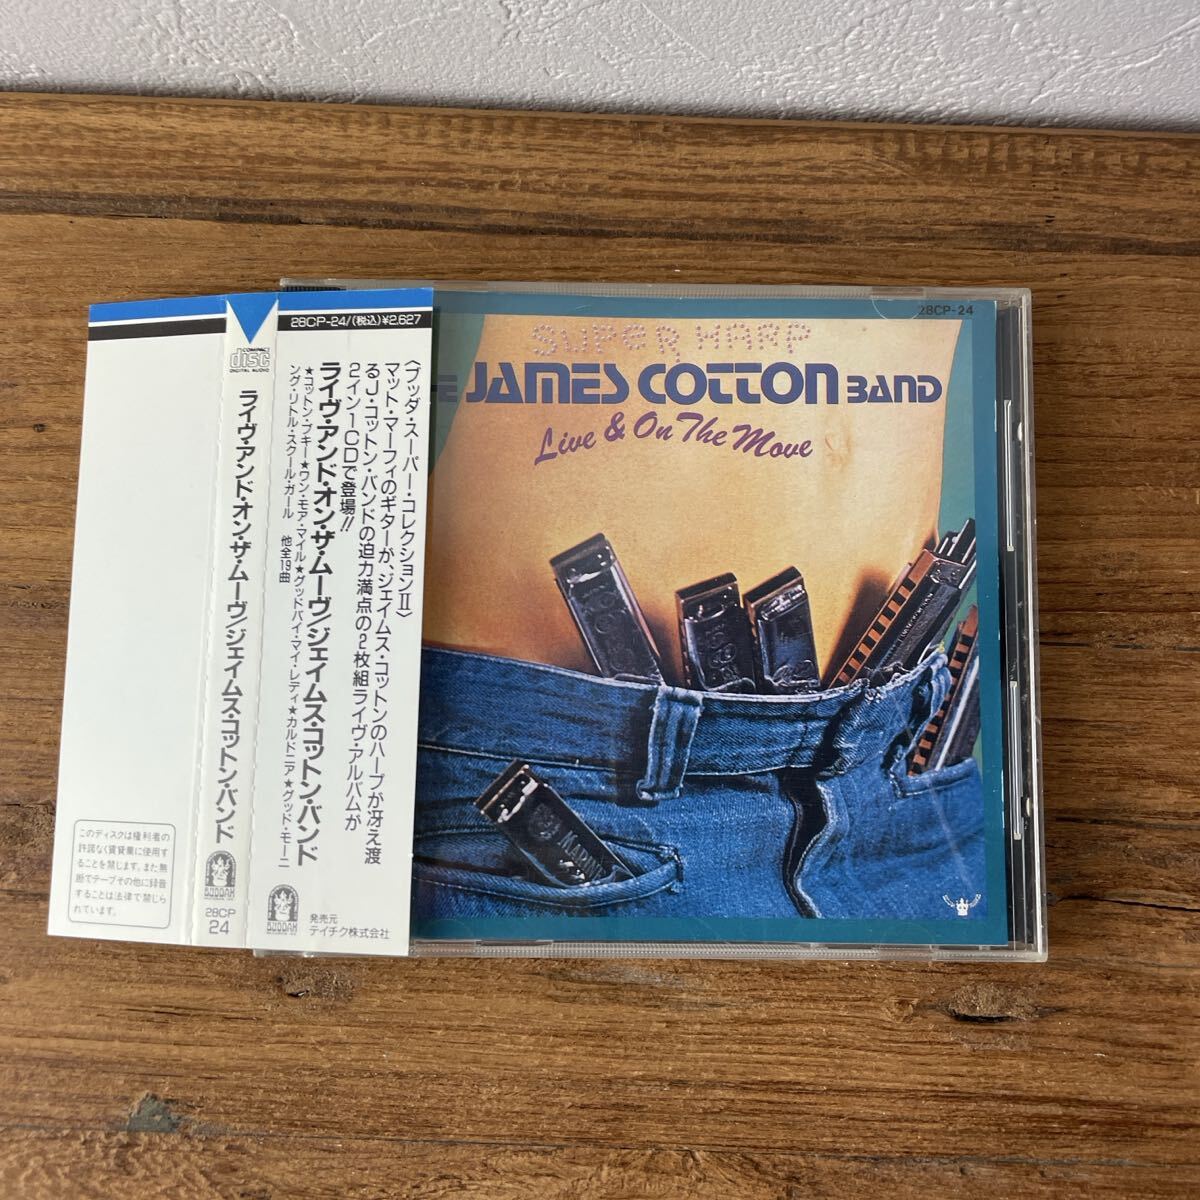 28CP-24/(税込)¥2,627
〈ブッダ・スーパー・コレクションII〉
マット・マーフィのギターが、ジェイムス・コットンのハープが冴え渡
るJ・コットン・バンドの迫力満点の2枚組ライヴ・アルバムが
2イン1CDで登場!!
ライヴ・アンド・オン・ザ・ムーヴ/ジェイムス・コットン・バンド
★コットン・ブギー★ワン・モア・マイル★グッドバイ・マイ・レディ★カルドニア★グッド・モーニ
ング・リトル・スクール・ガール 他全19曲
BUDDAH
発売元
テイチク株式会社
COMPACT
disc
DIGITAL AUDIO
ライヴ・アンド・オン・ザ・ムーヴ/ジェイムス・コットン・バンド
BUDDAH
28CP
24
このディスクは権利者の
許諾なく賃貸業に使用す
ることを禁じます。また無
断でテープその他に録音
することは法律で禁じら
れています。
28CP-24
SUPER HARP
JAMES COTTON BAND
Live & On The Move
MARINE